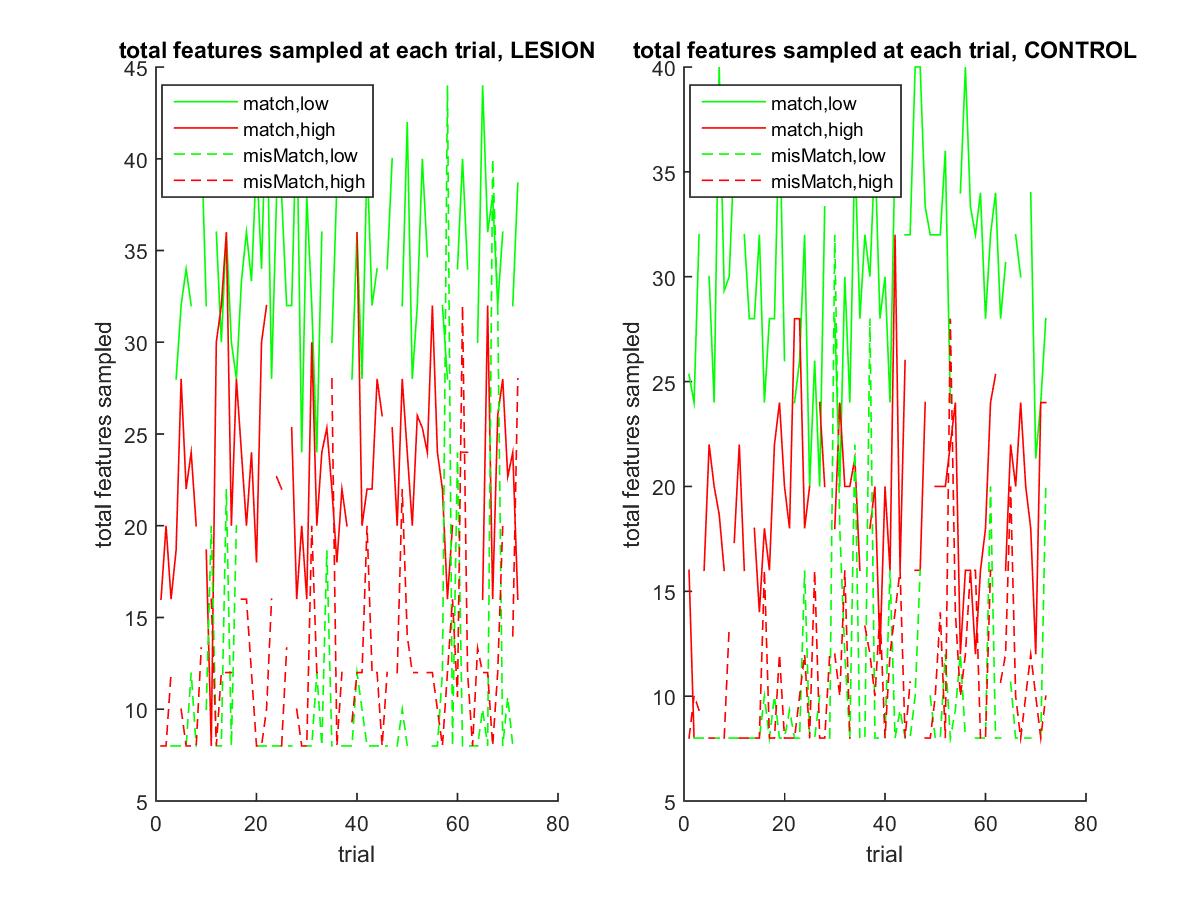 total features sampled at each trial, LESION
45
40
35
30
25
20
15
10
5
total features sampled
match,low
match,high
misMatch,low
misMatch,high
0 20 40 60 80
trial
total features sampled at each trial, CONTROL
40
35
30
25
20
15
10
5
total features sampled
match,low
match,high
misMatch,low
misMatch,high
0 20 40 60 80
trial